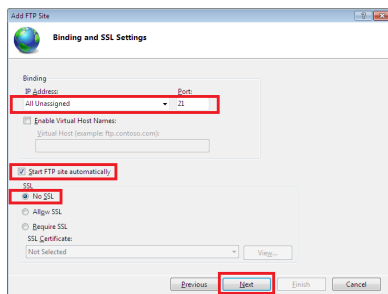 Add FTP Site
Binding and SSL Settings
Binding
IP Address:
Port:
All Unassigned
21
Enable Virtual Host Names:
Virtual Host (example: ftp.contoso.com):
Start FTP site automatically
SSL
No SSL
Allow SSL
Require SSL
SSL Certificate:
Not Selected
View...
Previous
Next
Finish
Cancel